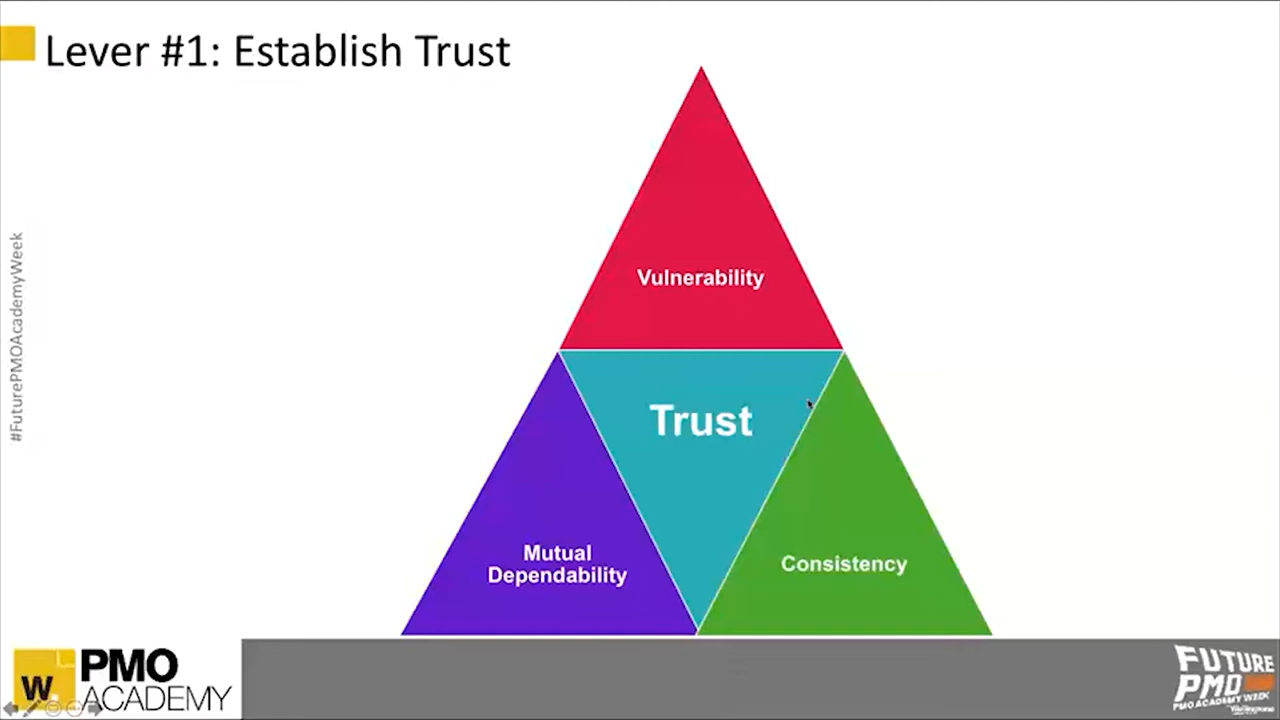 Lever #1: Establish Trust
#FuturePMOAcademyWeek
Vulnerability
Trust
Mutual
Dependability
Consistency
W.
PMO
ACADEMY
FUTURE
PMO
PMO ACADEMY WEEK